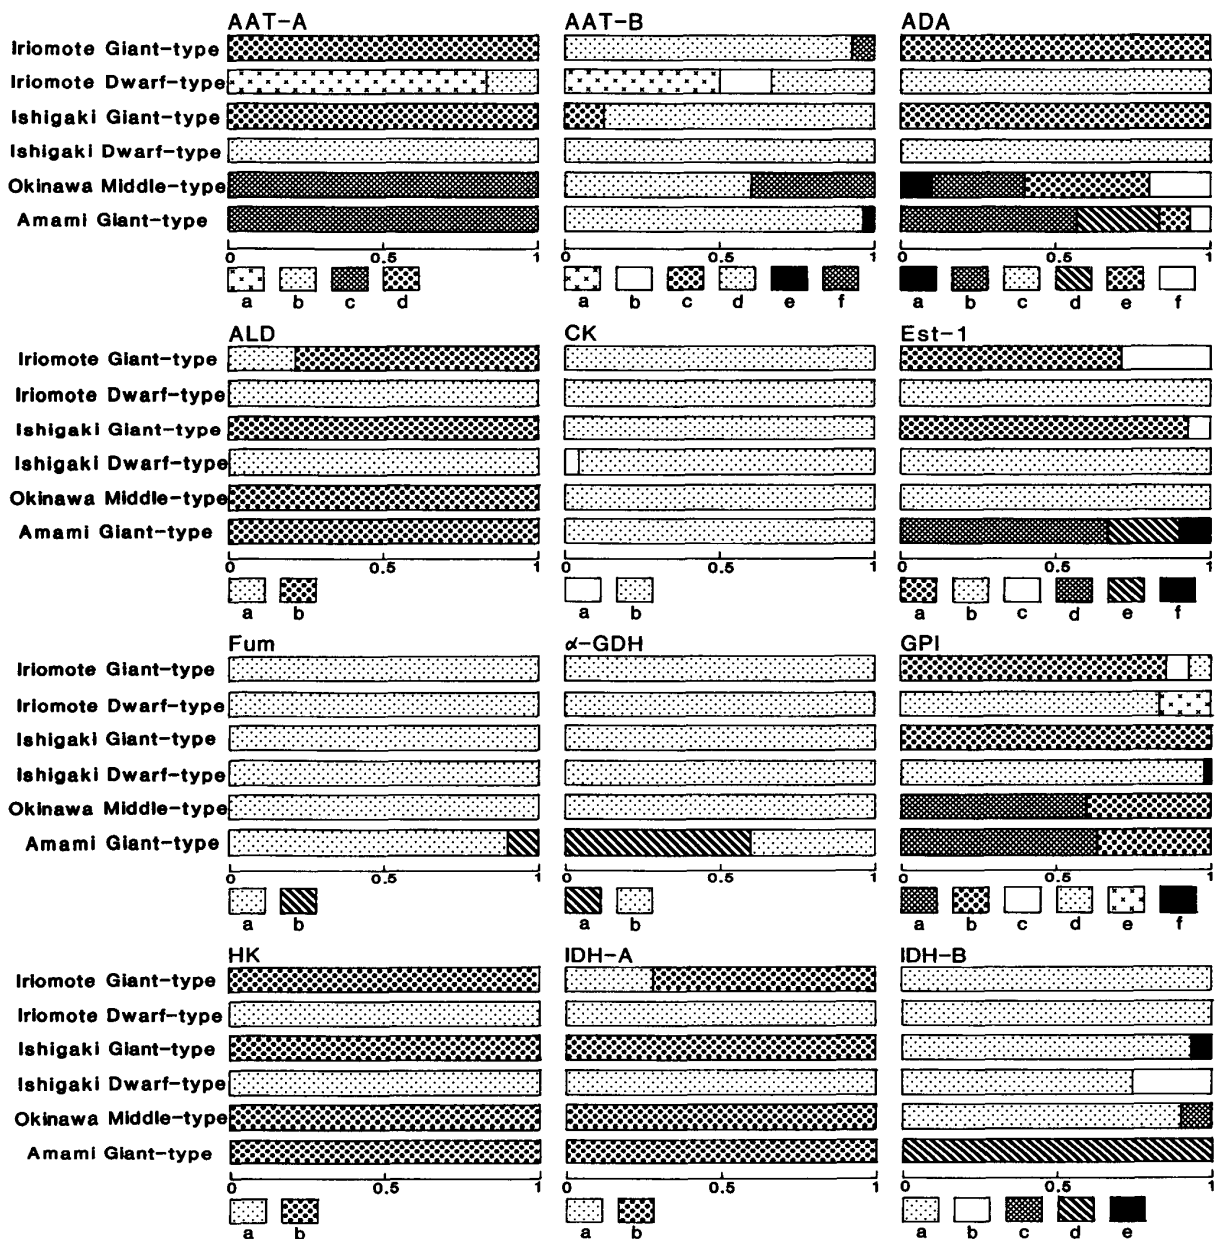 AAT-A AAT-B ADA
Iriomote Giant-type
Iriomote Dwarf-type
Ishigaki Giant-type
Ishigaki Dwarf-type
Okinawa Middle-type
Amami Giant-type
0 0.5 1 0 0.5 1 0 0.5 1
a b c d a b c d e f a b c d e f
ALD CK Est-1
Iriomote Giant-type
Iriomote Dwarf-type
Ishigaki Giant-type
Ishigaki Dwarf-type
Okinawa Middle-type
Amami Giant-type
0 0.5 1 0 0.5 1 0 0.5 1
a b a b a b c d e f
Fum α-GDH GPI
Iriomote Giant-type
Iriomote Dwarf-type
Ishigaki Giant-type
Ishigaki Dwarf-type
Okinawa Middle-type
Amami Giant-type
0 0.5 1 0 0.5 1 0 0.5 1
a b a b a b c d e f
HK IDH-A IDH-B
Iriomote Giant-type
Iriomote Dwarf-type
Ishigaki Giant-type
Ishigaki Dwarf-type
Okinawa Middle-type
Amami Giant-type
0 0.5 1 0 0.5 1 0 0.5 1
a b a b a b c d e